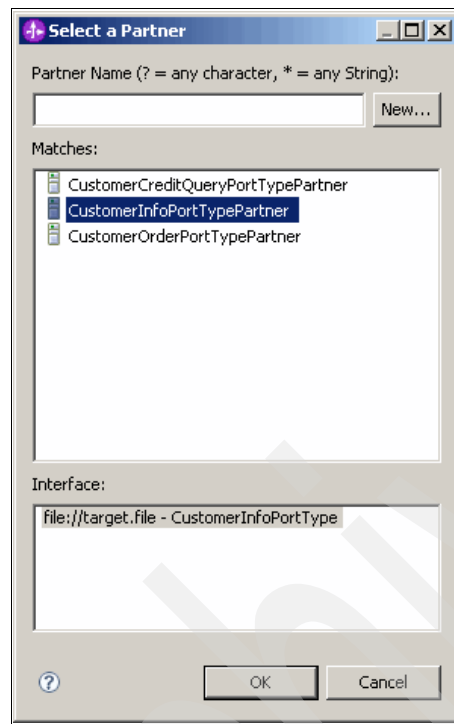 Select a Partner
Partner Name (? = any character, * = any String):
New...
Matches:
CustomerCreditQueryPortTypePartner
CustomerInfoPortTypePartner
CustomerOrderPortTypePartner
Interface:
file://target.file - CustomerInfoPortType
?
OK
Cancel